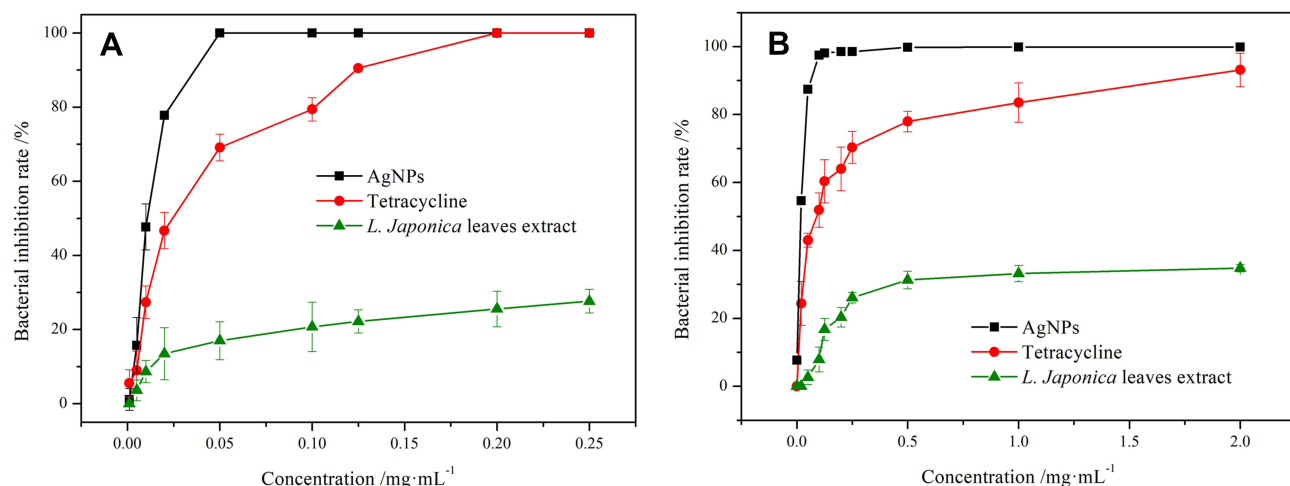 A
Bacterial inhibition rate /%
100
80
60
40
20
0
AgNPs
Tetracycline
L. Japonica leaves extract
0.00
0.05
0.10
0.15
0.20
0.25
Concentration /mg·mL⁻¹
B
Bacterial inhibition rate /%
100
80
60
40
20
0
AgNPs
Tetracycline
L. Japonica leaves extract
0.0
0.5
1.0
1.5
2.0
Concentration /mg·mL⁻¹